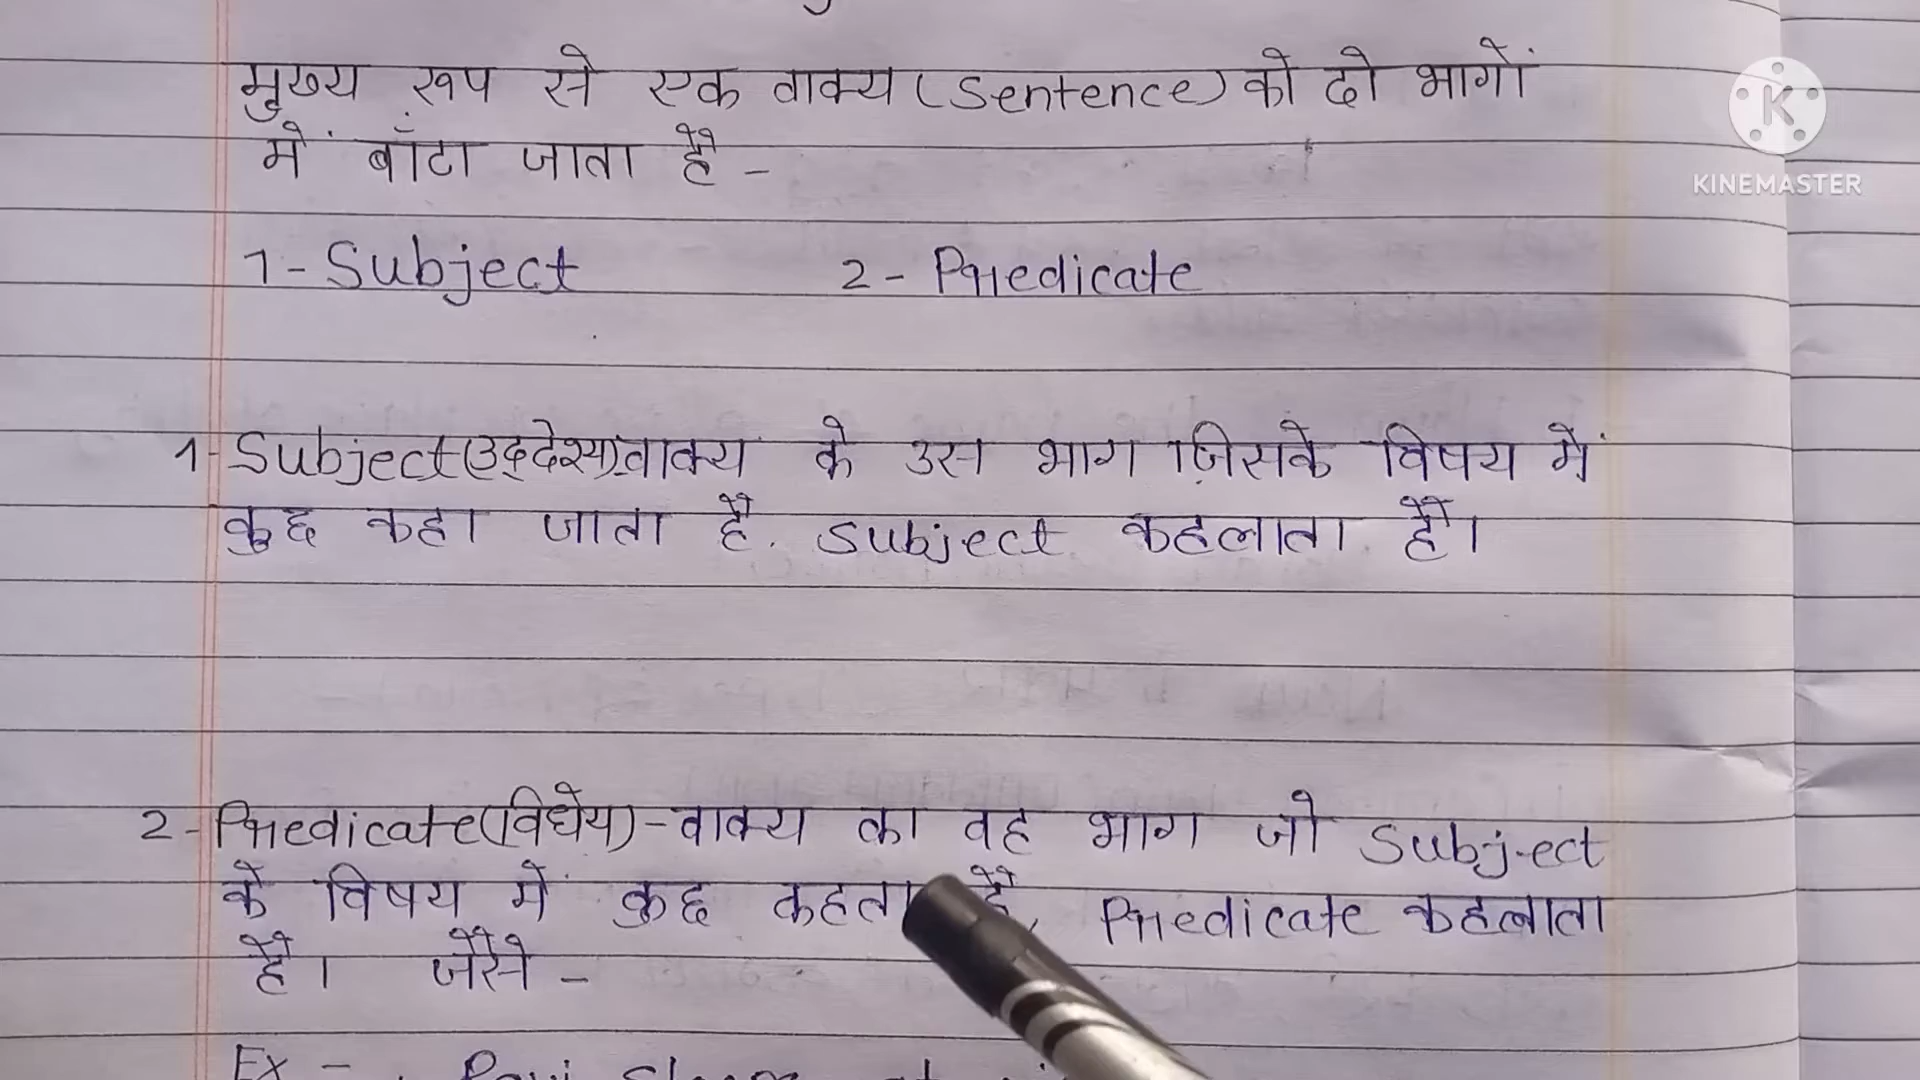 मुख्य रूप से एक वाक्य (Sentence) को दो भागों
में बाँटा जाता है -
KINEMASTER
1- Subject 2- Predicate
1- Subject (उद्देश्य) वाक्य के उस भाग जिसके विषय में
कुछ कहा जाता है. Subject कहलाता है।
2- Predicate (विधेय) - वाक्य का वह भाग जो Subject
के विषय में कुछ कहता है, Predicate कहलाता
है। जैसे -
Ex -